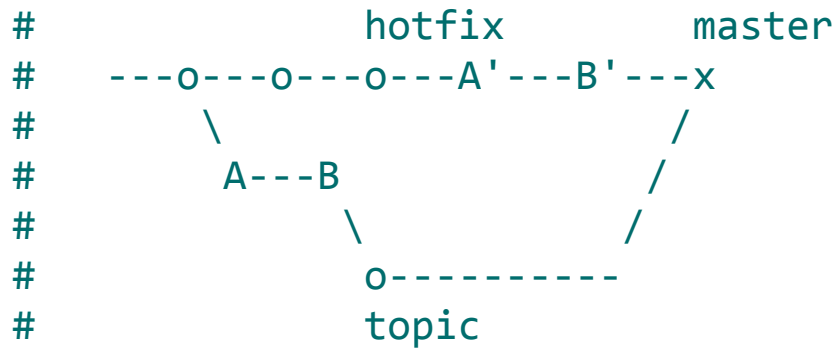 #                hotfix        master
#    ---o---o---o---A'---B'---x
#        \                   /
#         A---B             /
#              \           /
#               o----------
#               topic